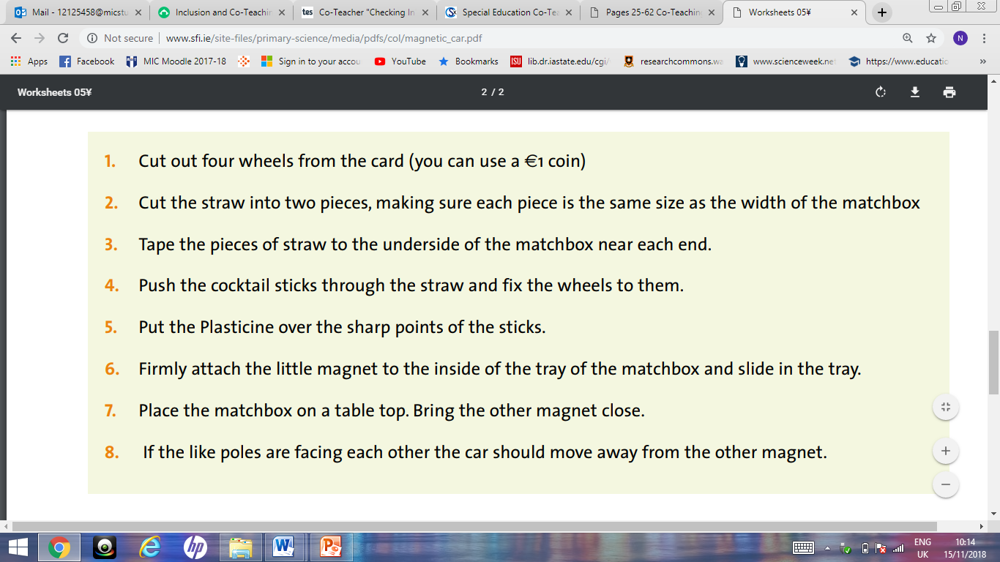 Mail - 12125458@micstu
Inclusion and Co-Teachin
tes Co-Teacher "Checking In
Special Education Co-Tea
Pages 25-62 Co-Teaching
Worksheets 05¥
Not secure www.sfi.ie/site-files/primary-science/media/pdfs/col/magnetic_car.pdf
N
Apps Facebook MIC Moodle 2017-18 Sign in to your accou YouTube Bookmarks ISU lib.dr.iastate.edu/cgi/ researchcommons.wa www.scienceweek.net https://www.educatio »
Worksheets 05¥ 2 / 2
1. Cut out four wheels from the card (you can use a €1 coin)
2. Cut the straw into two pieces, making sure each piece is the same size as the width of the matchbox
3. Tape the pieces of straw to the underside of the matchbox near each end.
4. Push the cocktail sticks through the straw and fix the wheels to them.
5. Put the Plasticine over the sharp points of the sticks.
6. Firmly attach the little magnet to the inside of the tray of the matchbox and slide in the tray.
7. Place the matchbox on a table top. Bring the other magnet close.
8. If the like poles are facing each other the car should move away from the other magnet.
hp
ENG 10:14
UK 15/11/2018